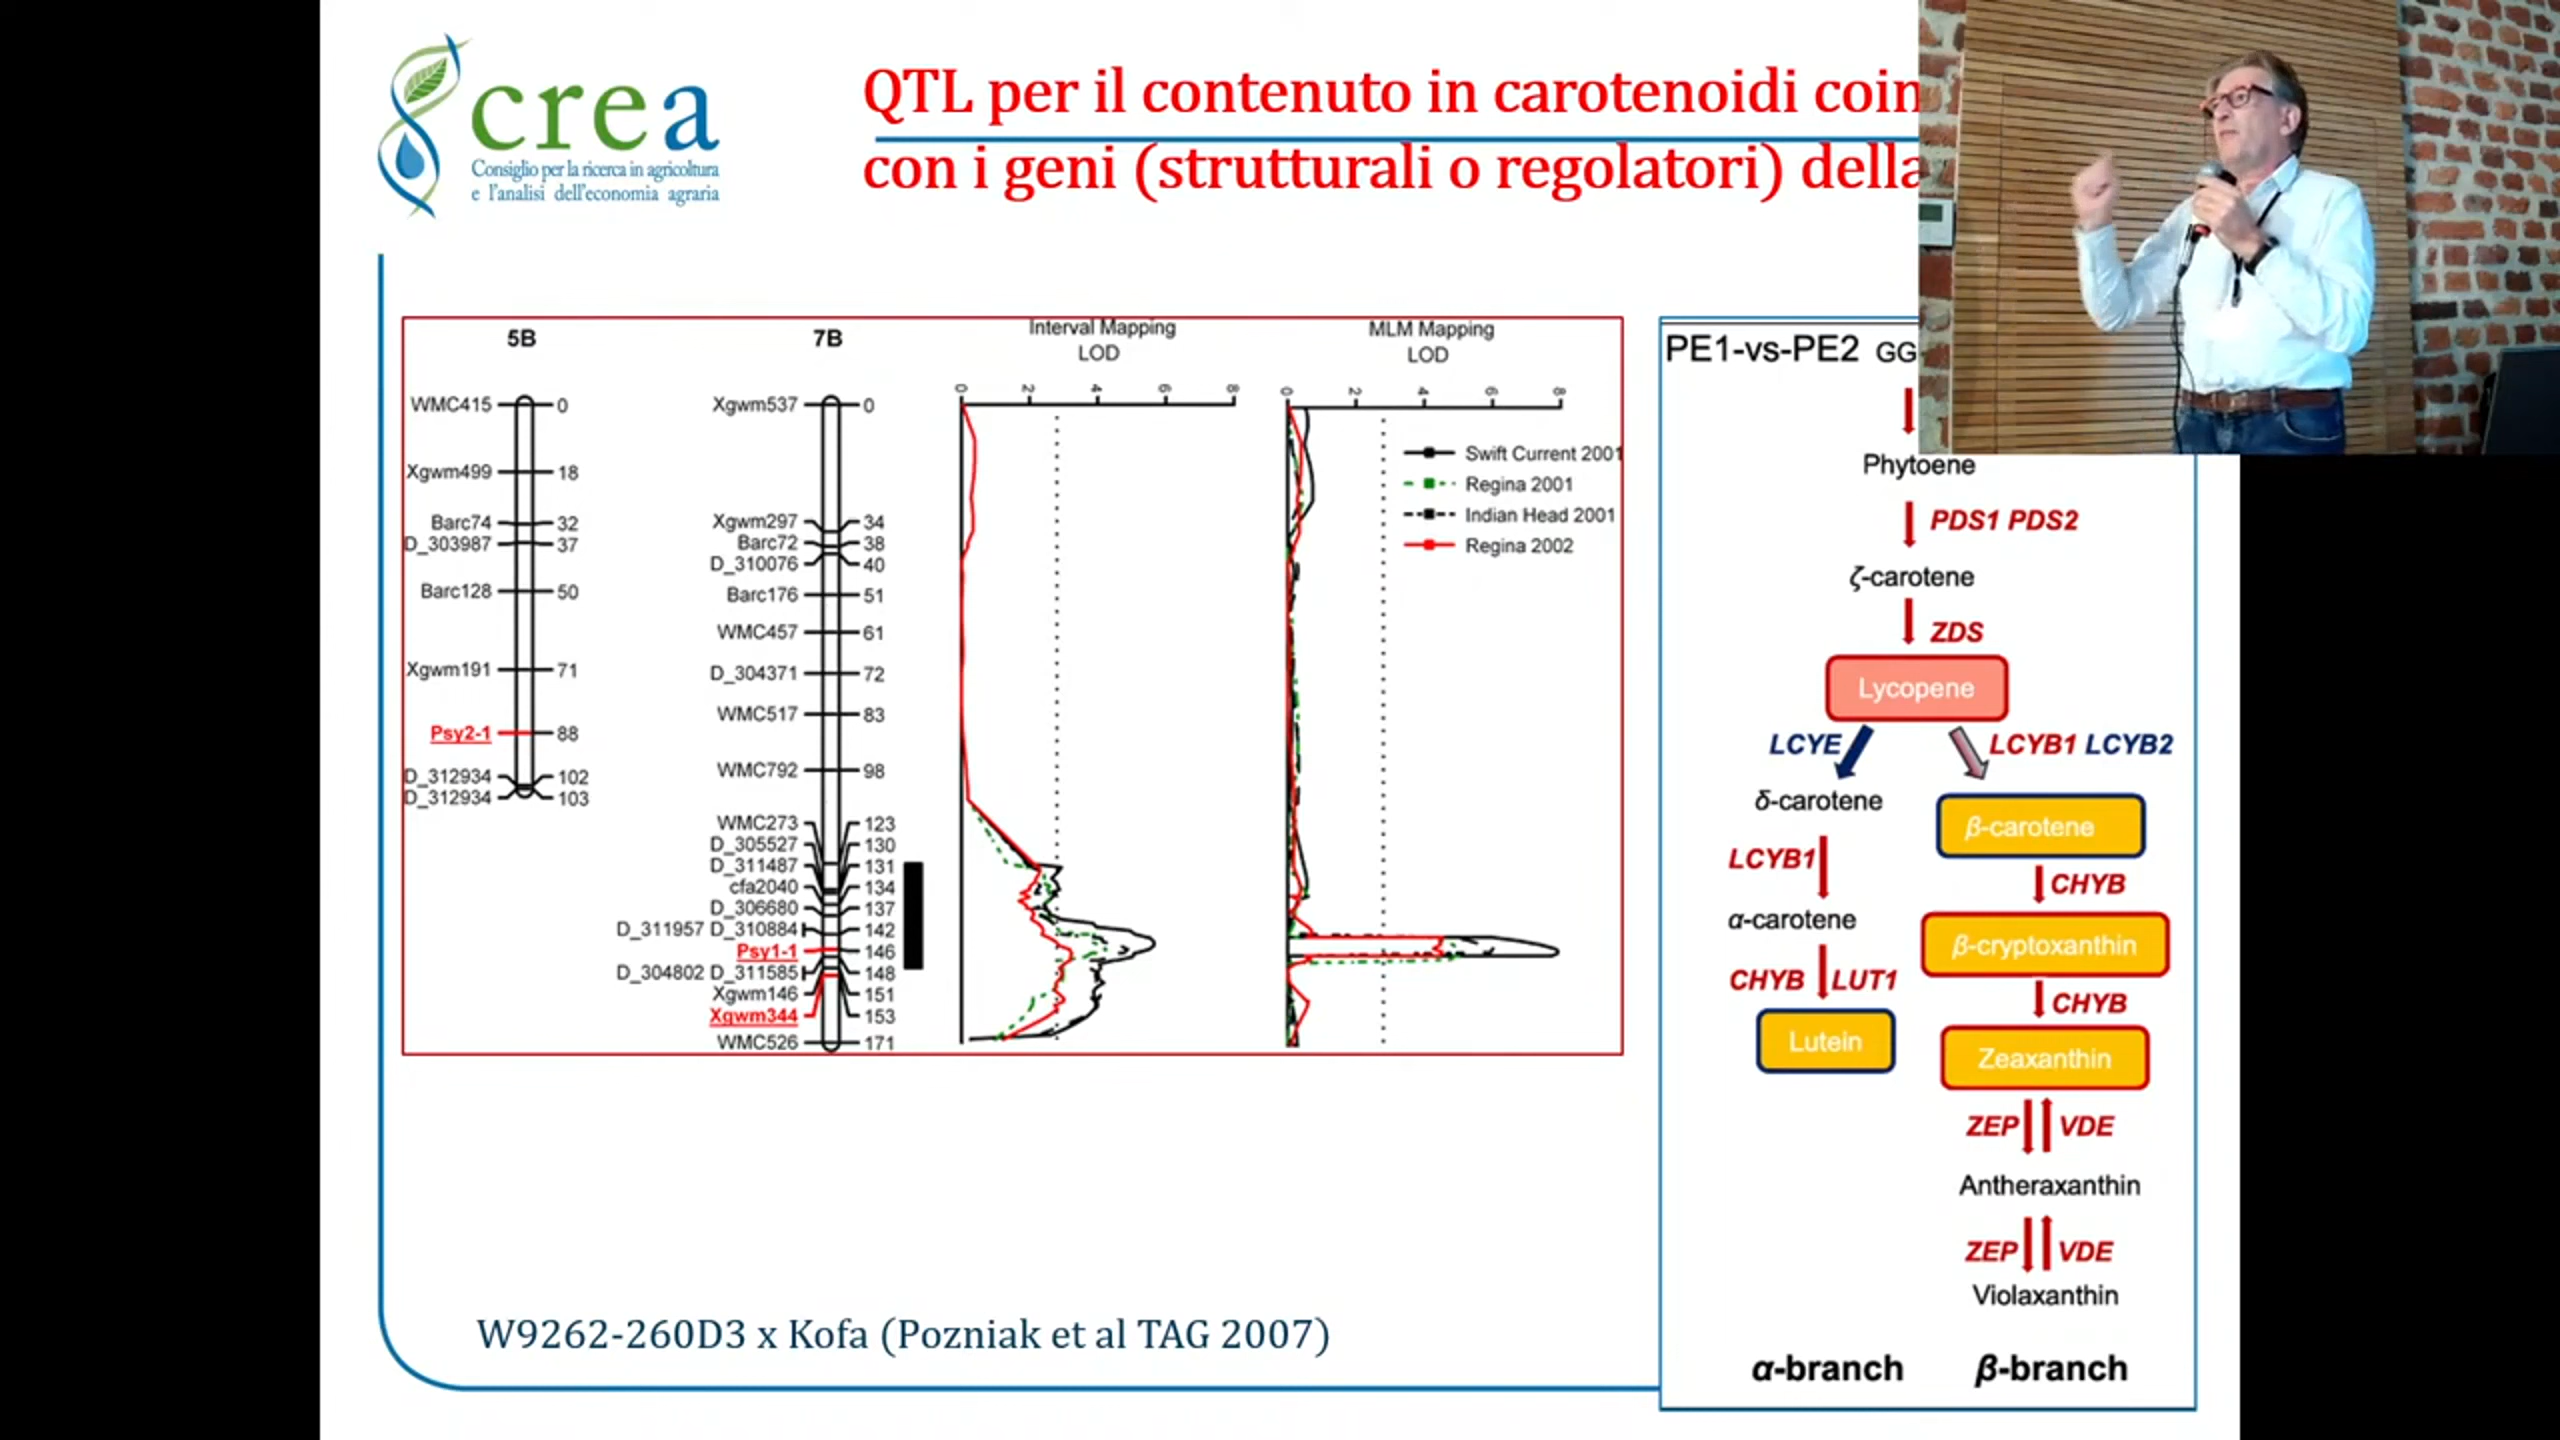 crea
Consiglio per la ricerca in agricoltura
e l'analisi dell'economia agraria
QTL per il contenuto in carotenoidi
con i geni (strutturali o regolatori)
5B
WMC415 0
Xgwm499 18
Barc74 32
D_303987 37
Barc128 50
Xgwm191 71
Psy2-1 88
D_312934 102
D_312934 103
7B
Xgwm537 0
Xgwm297 34
Barc72 38
D_310076 40
Barc176 51
WMC457 61
D_304371 72
WMC517 83
WMC792 98
WMC273 123
D_305527 130
D_311487 131
cfa2040 134
D_306680 137
D_311957 D_310884 142
Psy1-1 146
D_304802 D_311585 148
Xgwm146 151
Xgwm344 153
WMC526 171
Interval Mapping
LOD
0 2 4 6 8
MLM Mapping
LOD
0 2 4 6 8
Swift Current 2001
Regina 2001
Indian Head 2001
Regina 2002
PE1-vs-PE2
Phytoene
PDS1 PDS2
ζ-carotene
ZDS
Lycopene
LCYE LCYB1 LCYB2
δ-carotene
β-carotene
LCYB1
CHYB
α-carotene
β-cryptoxanthin
CHYB LUT1
CHYB
Lutein
Zeaxanthin
ZEP VDE
Antheraxanthin
ZEP VDE
Violaxanthin
α-branch β-branch
W9262-260D3 x Kofa (Pozniak et al TAG 2007)